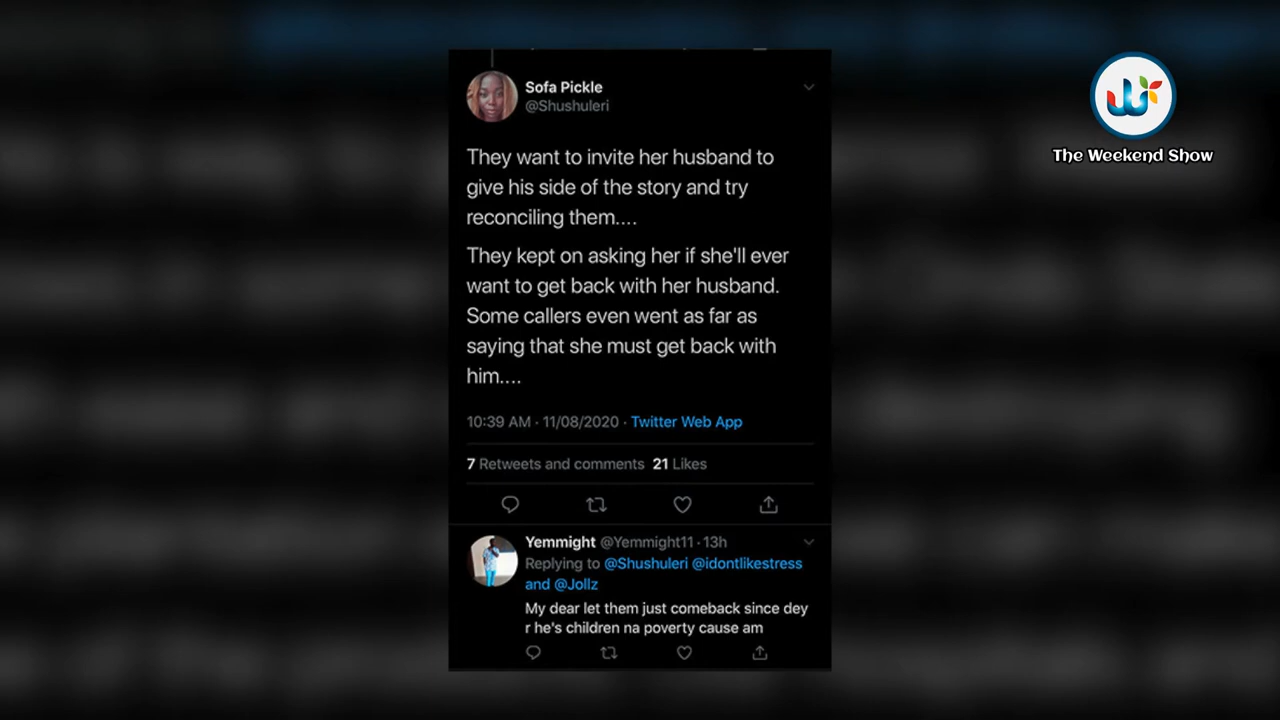 Sofa Pickle
@Shushuleri
They want to invite her husband to
give his side of the story and try
reconciling them....
They kept on asking her if she'll ever
want to get back with her husband.
Some callers even went as far as
saying that she must get back with
him....
10:39 AM · 11/08/2020 · Twitter Web App
7 Retweets and comments 21 Likes
Yemmight @Yemmight11 · 13h
Replying to @Shushuleri @idontlikestress
and @Jollz
My dear let them just comeback since dey
r he's children na poverty cause am
The Weekend Show